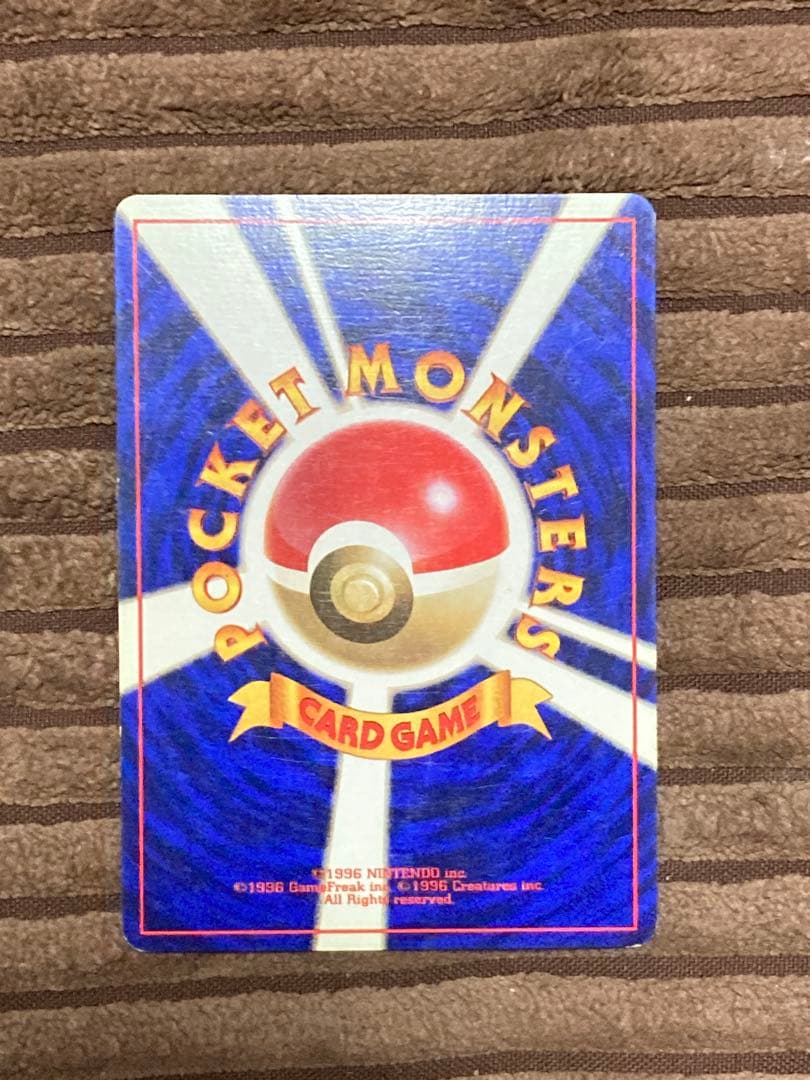 POCKET MONSTERS
CARD GAME
©1996 NINTENDO inc.
©1996 GameFreak inc. ©1996 Creatures inc.
All Rights reserved.